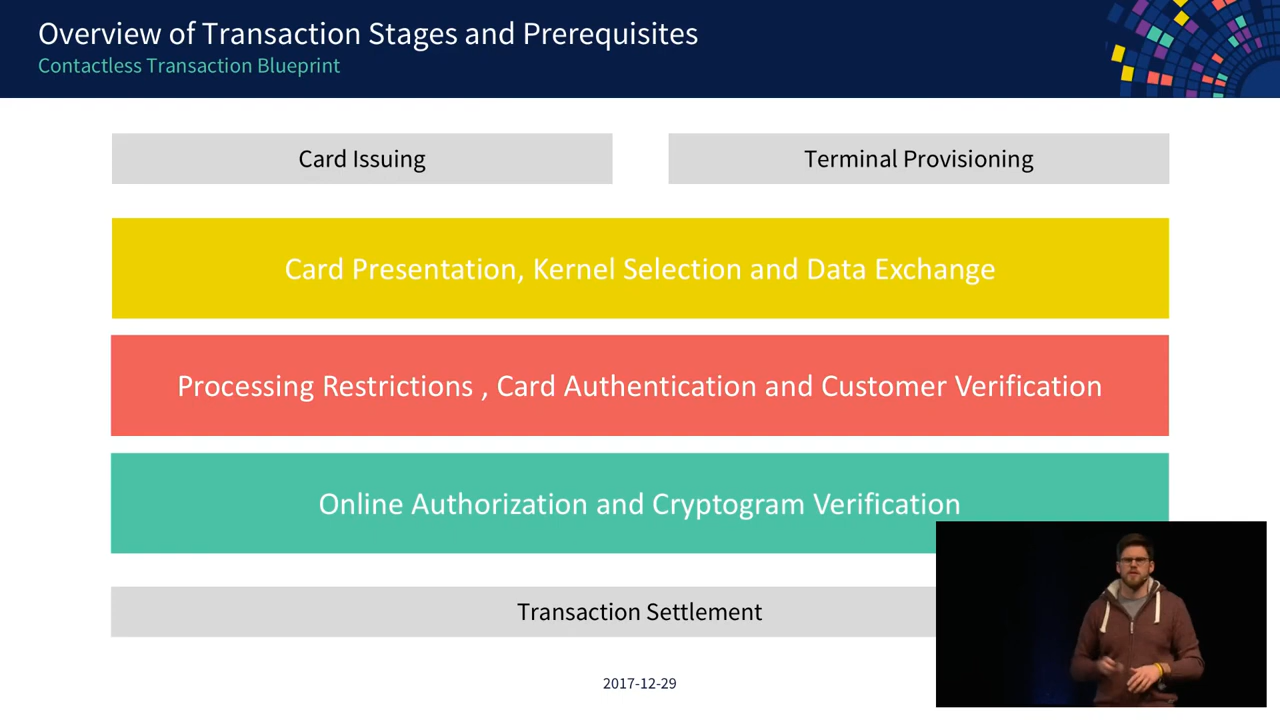 Overview of Transaction Stages and Prerequisites
Contactless Transaction Blueprint
Card Issuing
Terminal Provisioning
Card Presentation, Kernel Selection and Data Exchange
Processing Restrictions , Card Authentication and Customer Verification
Online Authorization and Cryptogram Verification
Transaction Settlement
2017-12-29